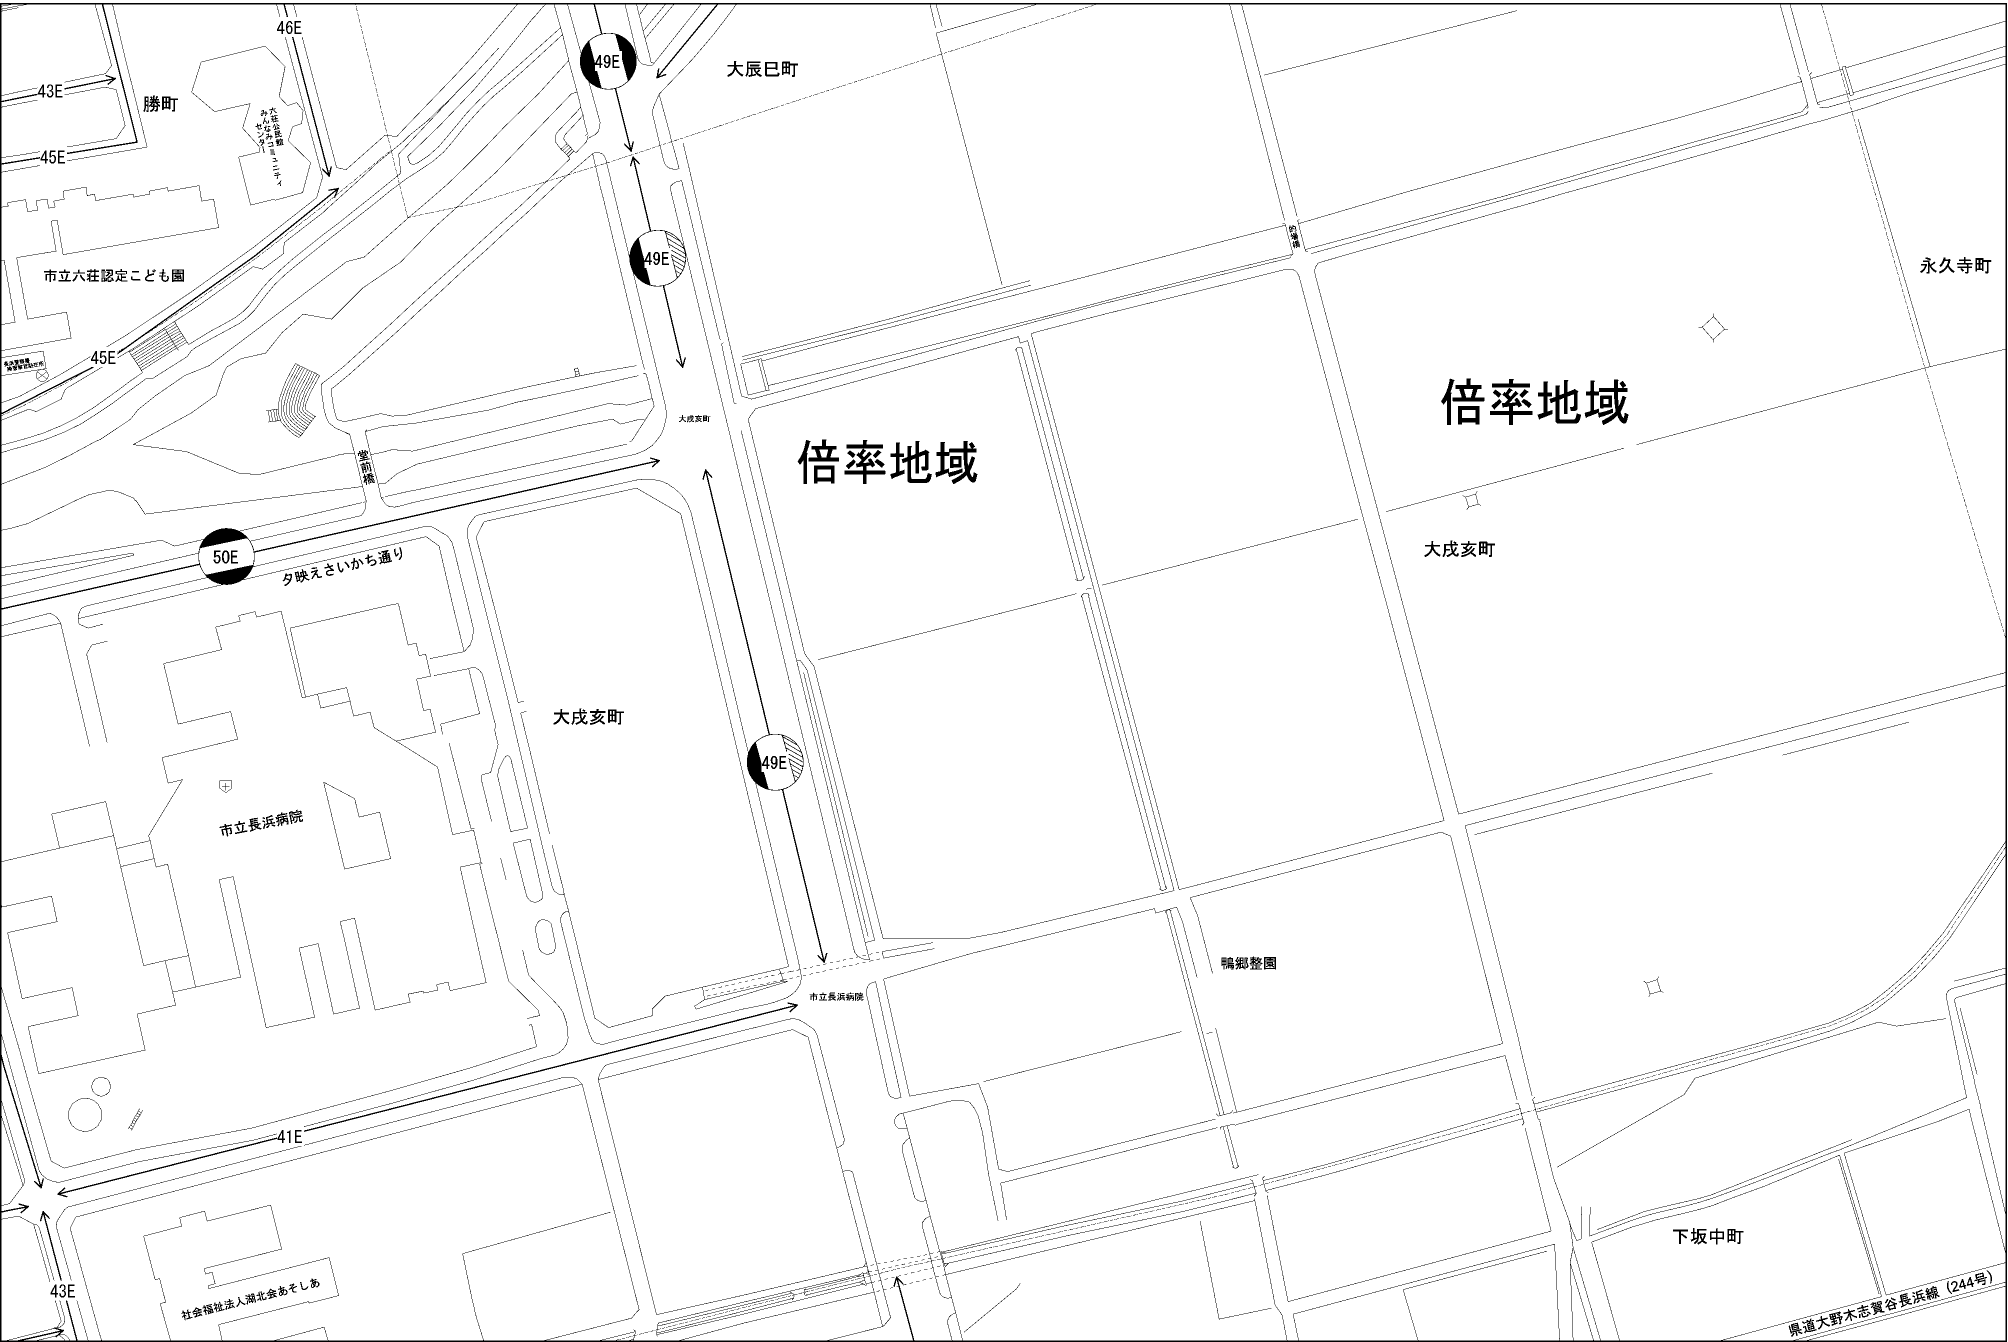 46E
49E
大辰巳町
43E
勝町
六荘公民館
みんなみコミュニティ
センター
45E
的場橋
49E
永久寺町
市立六荘認定こども園
45E
倍率地域
大戌亥町
倍率地域
堂前橋
大戌亥町
50E
夕映えさいかち通り
大戌亥町
49E
市立長浜病院
鴨郷整園
市立長浜病院
41E
下坂中町
43E
社会福祉法人湖北会あそしあ
県道大野木志賀谷長浜線（244号）